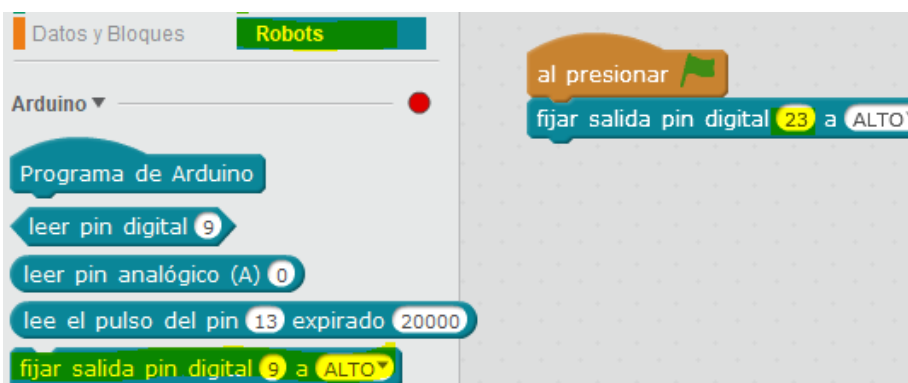 Datos y Bloques
Robots
Arduino
Programa de Arduino
leer pin digital 9
leer pin analógico (A) 0
lee el pulso del pin 13 expirado 20000
fijar salida pin digital 9 a ALTO
al presionar
fijar salida pin digital 23 a ALTO